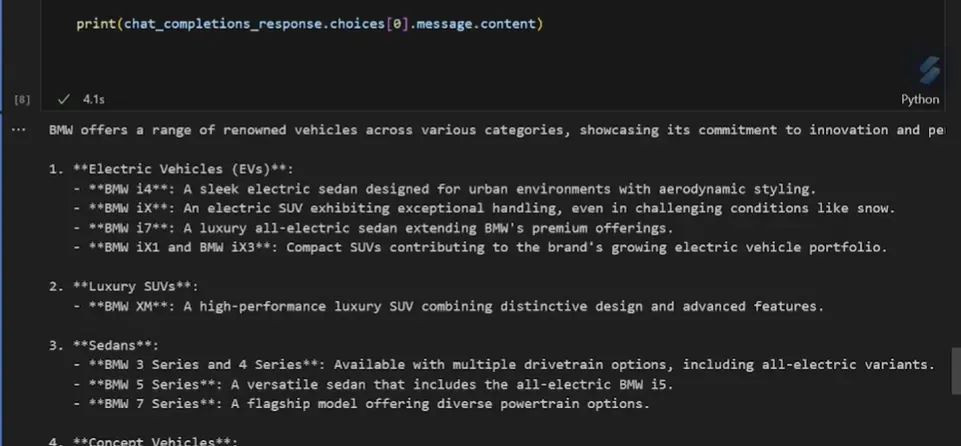 print(chat_completions_response.choices[0].message.content)
[8] ✓ 4.1s Python
··· BMW offers a range of renowned vehicles across various categories, showcasing its commitment to innovation and pe
1. **Electric Vehicles (EVs)**:
- **BMW i4**: A sleek electric sedan designed for urban environments with aerodynamic styling.
- **BMW iX**: An electric SUV exhibiting exceptional handling, even in challenging conditions like snow.
- **BMW i7**: A luxury all-electric sedan extending BMW's premium offerings.
- **BMW iX1 and BMW iX3**: Compact SUVs contributing to the brand's growing electric vehicle portfolio.
2. **Luxury SUVs**:
- **BMW XM**: A high-performance luxury SUV combining distinctive design and advanced features.
3. **Sedans**:
- **BMW 3 Series and 4 Series**: Available with multiple drivetrain options, including all-electric variants.
- **BMW 5 Series**: A versatile sedan that includes the all-electric BMW i5.
- **BMW 7 Series**: A flagship model offering diverse powertrain options.
4. **Concept Vehicles**: